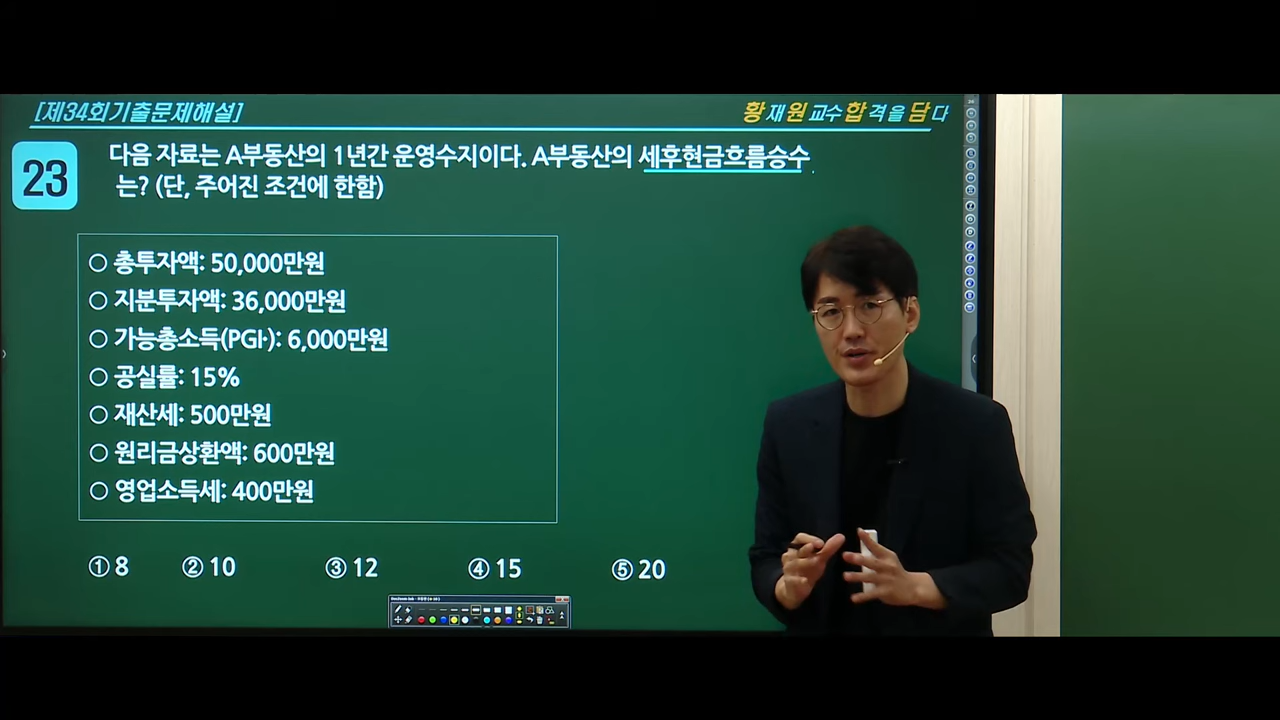 [제34회기출문제해설]
황재원교수합격을담다
23
다음 자료는 A부동산의 1년간 운영수지이다. A부동산의 세후현금흐름승수
는? (단, 주어진 조건에 한함)
○ 총투자액: 50,000만원
○ 지분투자액: 36,000만원
○ 가능총소득(PGI): 6,000만원
○ 공실률: 15%
○ 재산세: 500만원
○ 원리금상환액: 600만원
○ 영업소득세: 400만원
① 8 ② 10 ③ 12 ④ 15 ⑤ 20